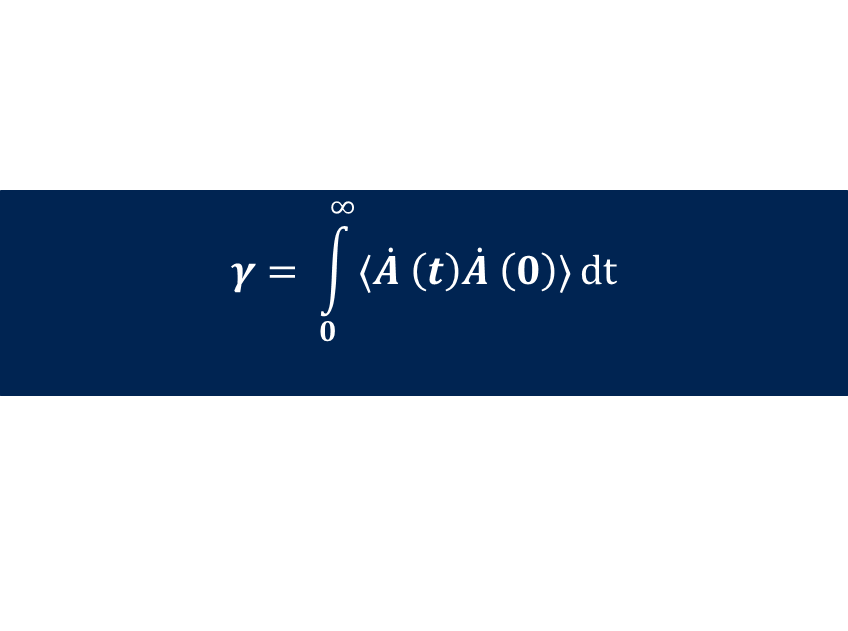 γ = ∫₀^∞ ⟨Ȧ (t)Ȧ (0)⟩ dt